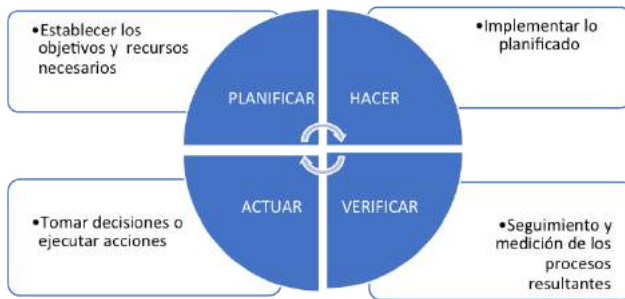 •Establecer los
objetivos y recursos
necesarios
•Implementar lo
planificado
PLANIFICAR
HACER
ACTUAR
VERIFICAR
•Tomar decisiones o
ejecutar acciones
•Seguimiento y
medición de los
procesos
resultantes